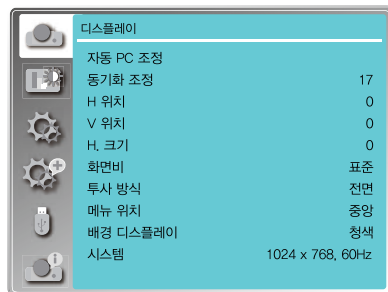 디스플레이
자동 PC 조정
동기화 조정 17
H 위치 0
V 위치 0
H. 크기 0
화면비 표준
투사 방식 전면
메뉴 위치 중앙
배경 디스플레이 청색
시스템 1024 x 768, 60Hz